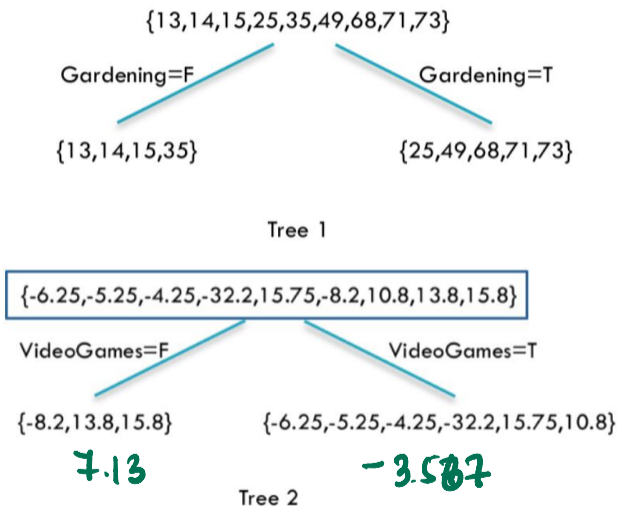 {13,14,15,25,35,49,68,71,73}
Gardening=F Gardening=T
{13,14,15,35} {25,49,68,71,73}
Tree 1
{-6.25,-5.25,-4.25,-32.2,15.75,-8.2,10.8,13.8,15.8}
VideoGames=F VideoGames=T
{-8.2,13.8,15.8} {-6.25,-5.25,-4.25,-32.2,15.75,10.8}
7.13 -3.567
Tree 2